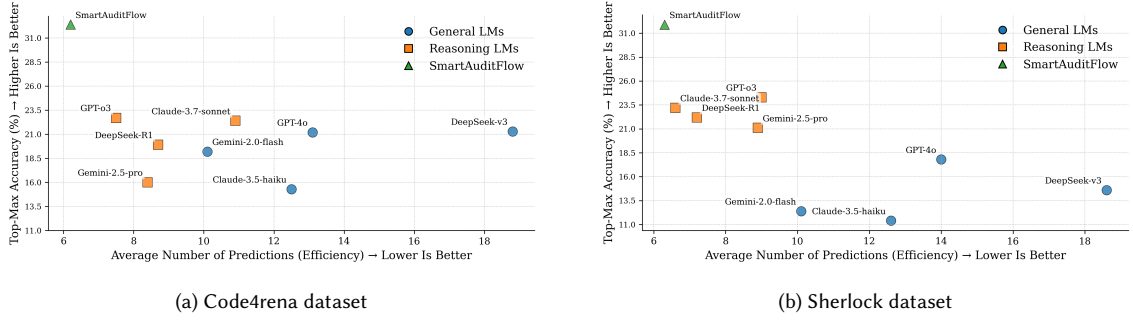 Top-Max Accuracy (%) → Higher Is Better
31.0
28.5
26.0
23.5
21.0
18.5
16.0
13.5
11.0
SmartAuditFlow
General LMs
Reasoning LMs
SmartAuditFlow
GPT-o3
Claude-3.7-sonnet
GPT-4o
DeepSeek-v3
DeepSeek-R1
Gemini-2.0-flash
Gemini-2.5-pro
Claude-3.5-haiku
6 8 10 12 14 16 18
Average Number of Predictions (Efficiency) → Lower Is Better
(a) Code4rena dataset
Top-Max Accuracy (%) → Higher Is Better
31.0
28.5
26.0
23.5
21.0
18.5
16.0
13.5
11.0
SmartAuditFlow
General LMs
Reasoning LMs
SmartAuditFlow
GPT-o3
Claude-3.7-sonnet
DeepSeek-R1
Gemini-2.5-pro
GPT-4o
DeepSeek-v3
Gemini-2.0-flash
Claude-3.5-haiku
6 8 10 12 14 16 18
Average Number of Predictions (Efficiency) → Lower Is Better
(b) Sherlock dataset